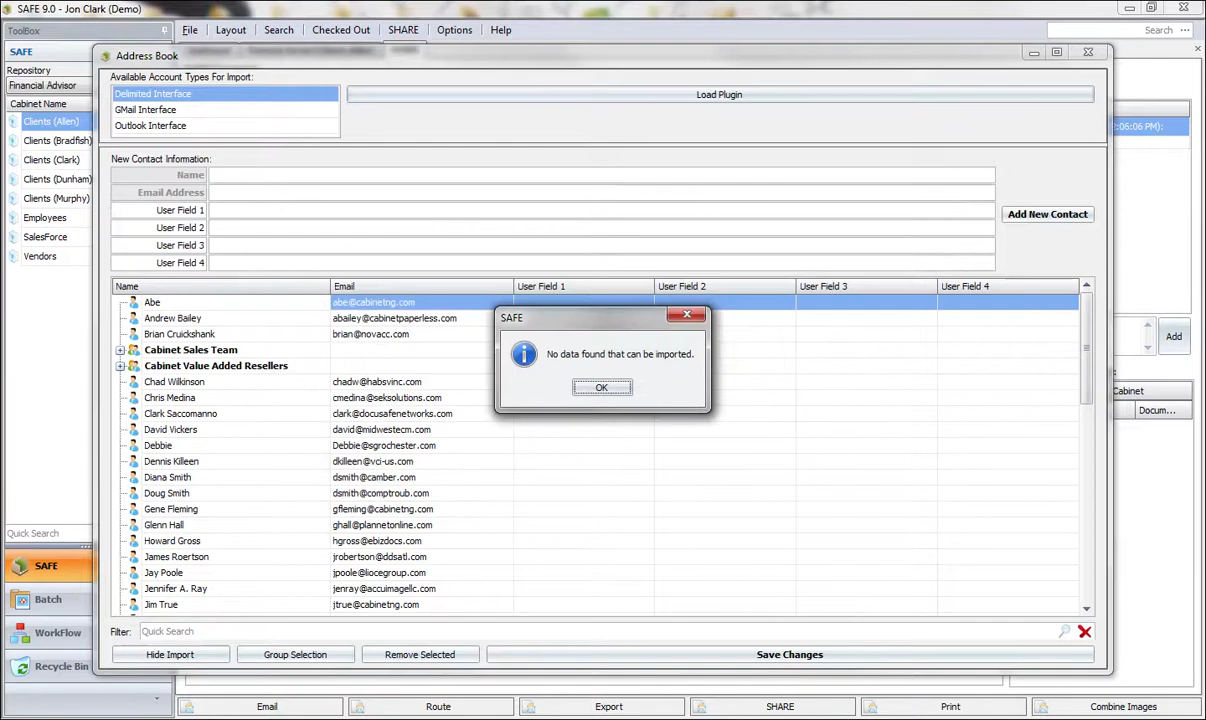 SAFE 9.0 - Jon Clark (Demo)
ToolBox
File Layout Search Checked Out SHARE Options Help
Search
SAFE
Repository
Financial Advisor
Cabinet Name
Clients (Allen)
Clients (Bradfish)
Clients (Clark)
Clients (Dunham)
Clients (Murphy)
Employees
SalesForce
Vendors
Quick Search
SAFE
Batch
WorkFlow
Recycle Bin
Address Book
Available Account Types For Import:
Delimited Interface
GMail Interface
Outlook Interface
Load Plugin
New Contact Information:
Name
Email Address
User Field 1
User Field 2
User Field 3
User Field 4
Add New Contact
Name Email User Field 1 User Field 2 User Field 3 User Field 4
Abe abe@cabinetng.com
Andrew Bailey abailey@cabinetpaperless.com
Brian Cruickshank brian@novacc.com
Cabinet Sales Team
Cabinet Value Added Resellers
Chad Wilkinson chadw@habsvinc.com
Chris Medina cmedina@seksolutions.com
Clark Saccomanno clark@docusafenetworks.com
David Vickers david@midwestecm.com
Debbie Debbie@sgrochester.com
Dennis Killeen dkilleen@vci-us.com
Diana Smith dsmith@camber.com
Doug Smith dsmith@comptroub.com
Gene Fleming gfleming@cabinetng.com
Glenn Hall ghall@plannetonline.com
Howard Gross hgross@ebizdocs.com
James Roertson jrobertson@ddsatl.com
Jay Poole jpoole@liocegroup.com
Jennifer A. Ray jenray@accuimagellc.com
Jim True jtrue@cabinetng.com
SAFE
No data found that can be imported.
OK
Filter: Quick Search
Hide Import Group Selection Remove Selected Save Changes
2:06:06 PM):
Add
Cabinet
Docum...
Email Route Export SHARE Print Combine Images